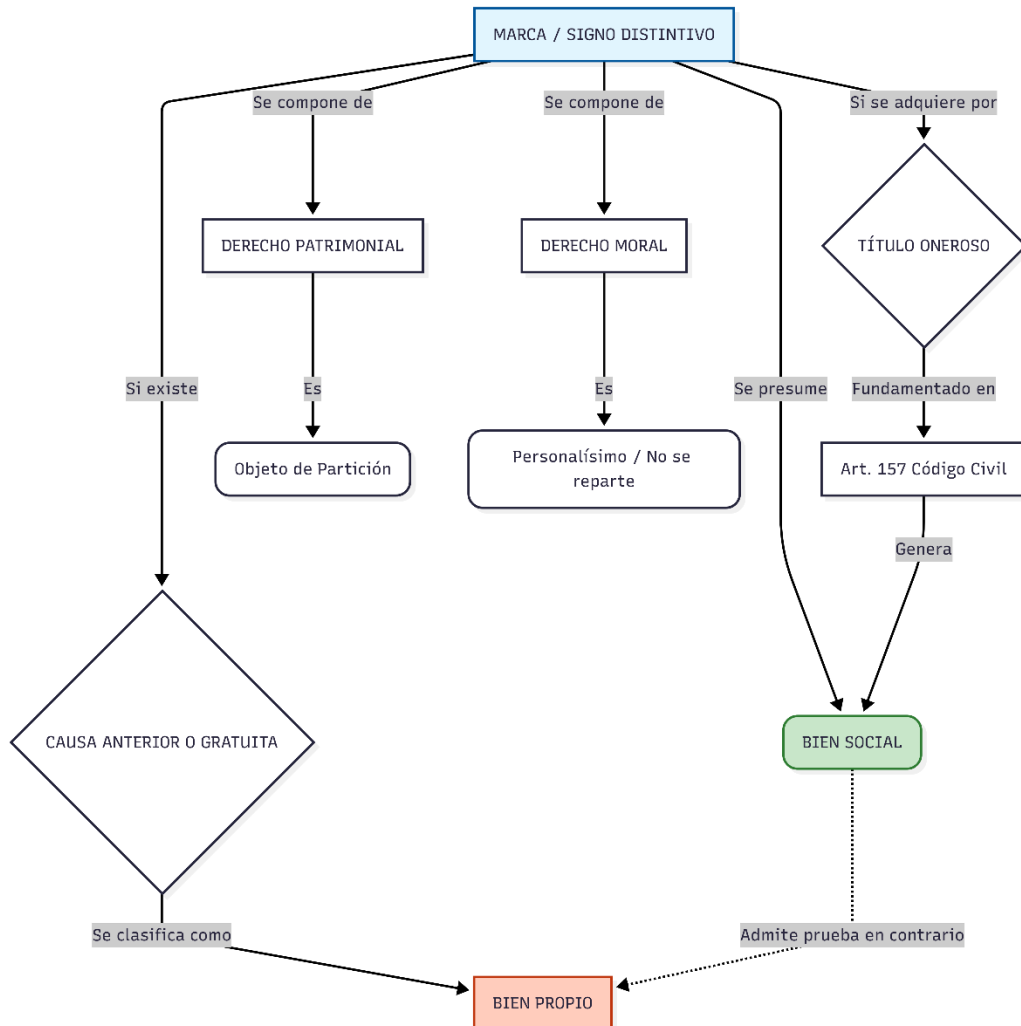 MARCA / SIGNO DISTINTIVO
Se compone de
Se compone de
Si se adquiere por
DERECHO PATRIMONIAL
DERECHO MORAL
TÍTULO ONEROSO
Si existe
Es
Es
Se presume
Fundamentado en
Objeto de Partición
Personalísimo / No se
reparte
Art. 157 Código Civil
Genera
CAUSA ANTERIOR O GRATUITA
BIEN SOCIAL
Se clasifica como
Admite prueba en contrario
BIEN PROPIO